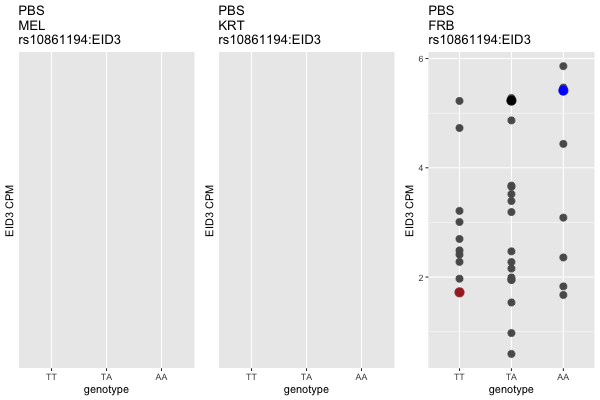 PBS
MEL
rs10861194:EID3
EID3 CPM
TT TA AA
genotype
PBS
KRT
rs10861194:EID3
EID3 CPM
TT TA AA
genotype
PBS
FRB
rs10861194:EID3
EID3 CPM
6
4
2
TT TA AA
genotype